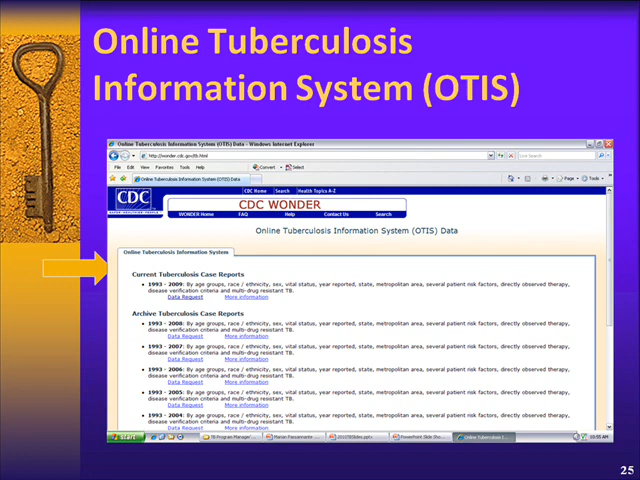 Online Tuberculosis
Information System (OTIS)
Online Tuberculosis Information System (OTIS) Data - Windows Internet Explorer
http://wonder.cdc.gov/tb.html
Live Search
File Edit View Favorites Tools Help
Convert Select
Online Tuberculosis Information System (OTIS) Data
Page Tools
CDC Home Search Health Topics A-Z
CDC
CDC WONDER
WONDER Home FAQ Help Contact Us Search
Online Tuberculosis Information System (OTIS) Data
Online Tuberculosis Information System
Current Tuberculosis Case Reports
• 1993 - 2009: By age groups, race / ethnicity, sex, vital status, year reported, state, metropolitan area, several patient risk factors, directly observed therapy,
disease verification criteria and multi-drug resistant TB.
Data Request More information
Archive Tuberculosis Case Reports
• 1993 - 2008: By age groups, race / ethnicity, sex, vital status, year reported, state, metropolitan area, several patient risk factors, directly observed therapy,
disease verification criteria and multi-drug resistant TB.
Data Request More information
• 1993 - 2007: By age groups, race / ethnicity, sex, vital status, year reported, state, metropolitan area, several patient risk factors, directly observed therapy,
disease verification criteria and multi-drug resistant TB.
Data Request More information
• 1993 - 2006: By age groups, race / ethnicity, sex, vital status, year reported, state, metropolitan area, several patient risk factors, directly observed therapy,
disease verification criteria and multi-drug resistant TB.
Data Request More information
• 1993 - 2005: By age groups, race / ethnicity, sex, vital status, year reported, state, metropolitan area, several patient risk factors, directly observed therapy,
disease verification criteria and multi-drug resistant TB.
Data Request More information
• 1993 - 2004: By age groups, race / ethnicity, sex, vital status, year reported, state, metropolitan area, several patient risk factors, directly observed therapy,
disease verification criteria and multi-drug resistant TB.
Data Request More information
start TB Program Manage... PowerPoint Slide Sho... Online Tuberculosis I... 10:55 AM
25